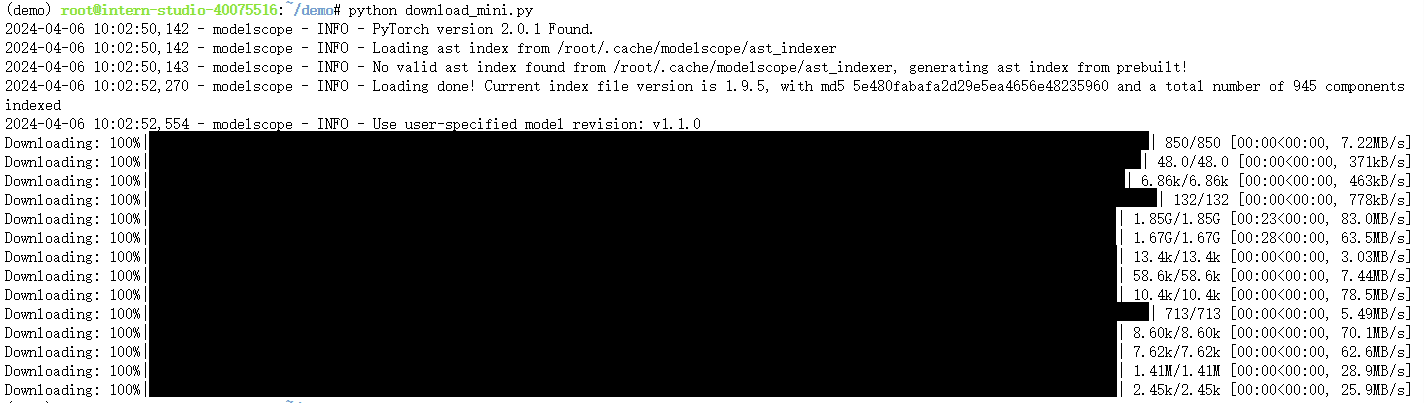 (demo) root@intern-studio-40075516:~/demo# python download_mini.py
2024-04-06 10:02:50,142 - modelscope - INFO - PyTorch version 2.0.1 Found.
2024-04-06 10:02:50,142 - modelscope - INFO - Loading ast index from /root/.cache/modelscope/ast_indexer
2024-04-06 10:02:50,143 - modelscope - INFO - No valid ast index found from /root/.cache/modelscope/ast_indexer, generating ast index from prebuilt!
2024-04-06 10:02:52,270 - modelscope - INFO - Loading done! Current index file version is 1.9.5, with md5 5e480fabafa2d29e5ea4656e48235960 and a total number of 945 components
indexed
2024-04-06 10:02:52,554 - modelscope - INFO - Use user-specified model revision: v1.1.0
Downloading: 100%| | 850/850 [00:00<00:00, 7.22MB/s]
Downloading: 100%| | 48.0/48.0 [00:00<00:00, 371kB/s]
Downloading: 100%| | 6.86k/6.86k [00:00<00:00, 463kB/s]
Downloading: 100%| | 132/132 [00:00<00:00, 778kB/s]
Downloading: 100%| | 1.85G/1.85G [00:23<00:00, 83.0MB/s]
Downloading: 100%| | 1.67G/1.67G [00:28<00:00, 63.5MB/s]
Downloading: 100%| | 13.4k/13.4k [00:00<00:00, 3.03MB/s]
Downloading: 100%| | 58.6k/58.6k [00:00<00:00, 7.44MB/s]
Downloading: 100%| | 10.4k/10.4k [00:00<00:00, 78.5MB/s]
Downloading: 100%| | 713/713 [00:00<00:00, 5.49MB/s]
Downloading: 100%| | 8.60k/8.60k [00:00<00:00, 70.1MB/s]
Downloading: 100%| | 7.62k/7.62k [00:00<00:00, 62.6MB/s]
Downloading: 100%| | 1.41M/1.41M [00:00<00:00, 28.9MB/s]
Downloading: 100%| | 2.45k/2.45k [00:00<00:00, 25.9MB/s]